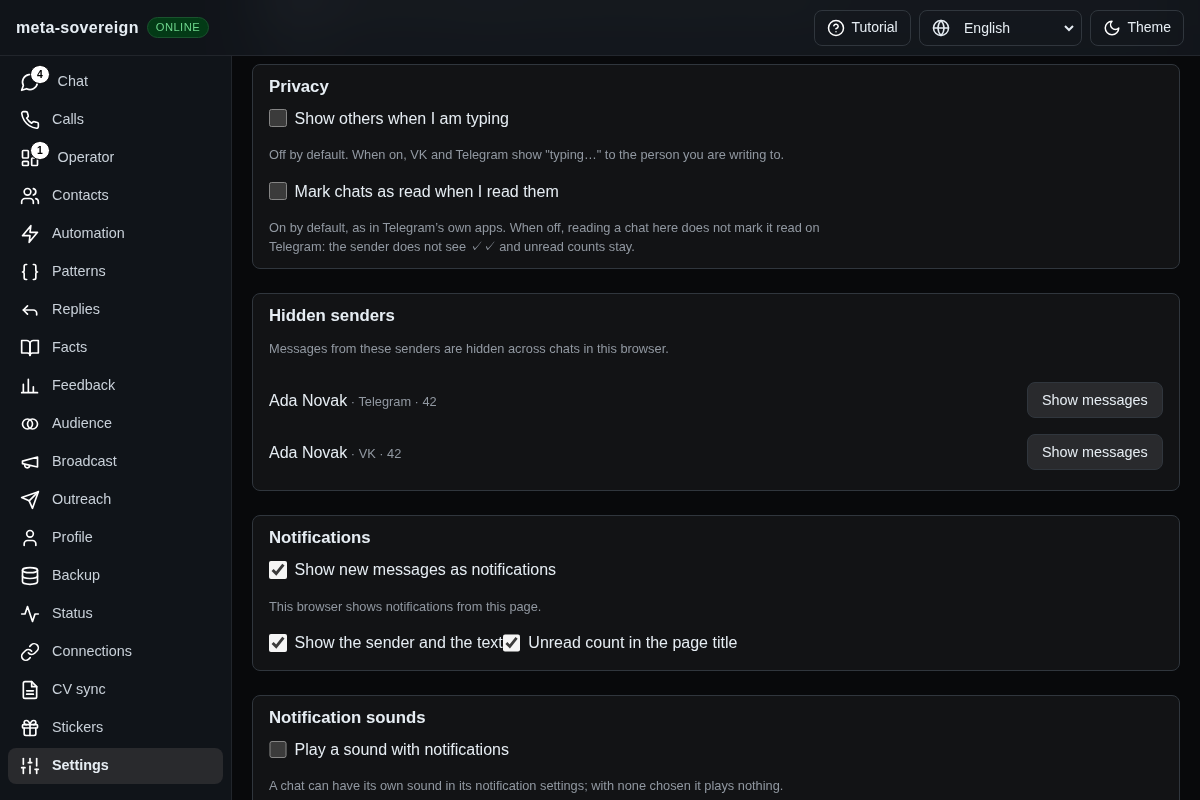 meta-sovereign
ONLINE
Tutorial
English
Theme
4
Chat
Calls
1
Operator
Contacts
Automation
Patterns
Replies
Facts
Feedback
Audience
Broadcast
Outreach
Profile
Backup
Status
Connections
CV sync
Stickers
Settings
Privacy
Show others when I am typing
Off by default. When on, VK and Telegram show "typing…" to the person you are writing to.
Mark chats as read when I read them
On by default, as in Telegram's own apps. When off, reading a chat here does not mark it read on
Telegram: the sender does not see ✓✓ and unread counts stay.
Hidden senders
Messages from these senders are hidden across chats in this browser.
Ada Novak · Telegram · 42
Show messages
Ada Novak · VK · 42
Show messages
Notifications
Show new messages as notifications
This browser shows notifications from this page.
Show the sender and the text
Unread count in the page title
Notification sounds
Play a sound with notifications
A chat can have its own sound in its notification settings; with none chosen it plays nothing.